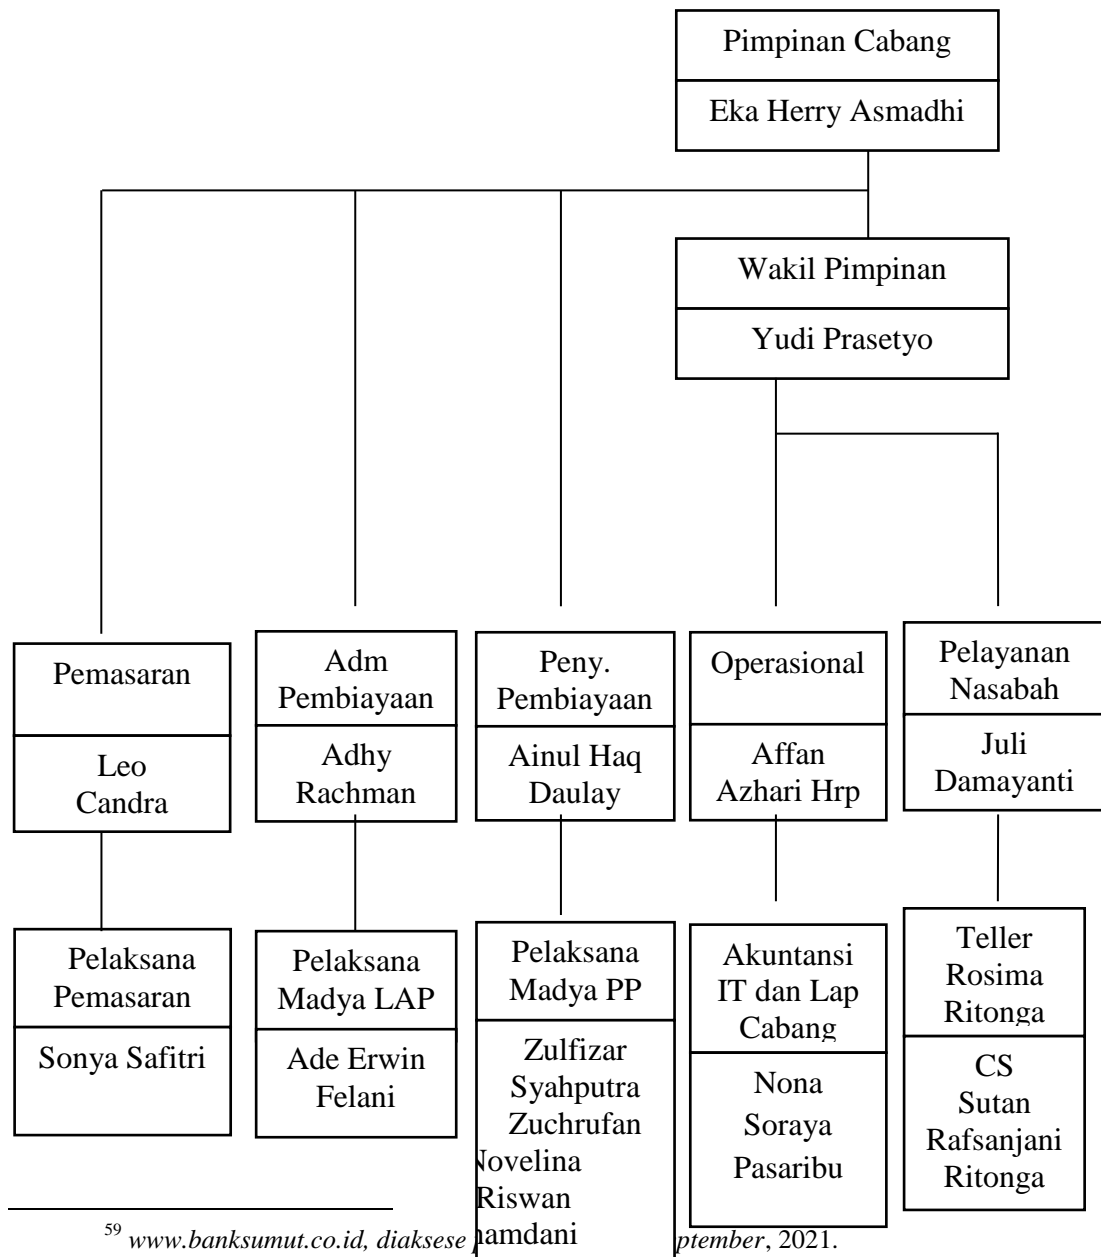 Pimpinan Cabang
Eka Herry Asmadhi
Wakil Pimpinan
Yudi Prasetyo
Pemasaran
Leo
Candra
Adm
Pembiayaan
Adhy
Rachman
Peny.
Pembiayaan
Ainul Haq
Daulay
Operasional
Affan
Azhari Hrp
Pelayanan
Nasabah
Juli
Damayanti
Pelaksana
Pemasaran
Sonya Safitri
Pelaksana
Madya LAP
Ade Erwin
Felani
Pelaksana
Madya PP
Zulfizar
Syahputra
Zuchrufan
Novelina
Riswan
hamdani
Akuntansi
IT dan Lap
Cabang
Nona
Soraya
Pasaribu
Teller
Rosima
Ritonga
CS
Sutan
Rafsanjani
Ritonga
59 www.banksumut.co.id, diaksese ptember, 2021.